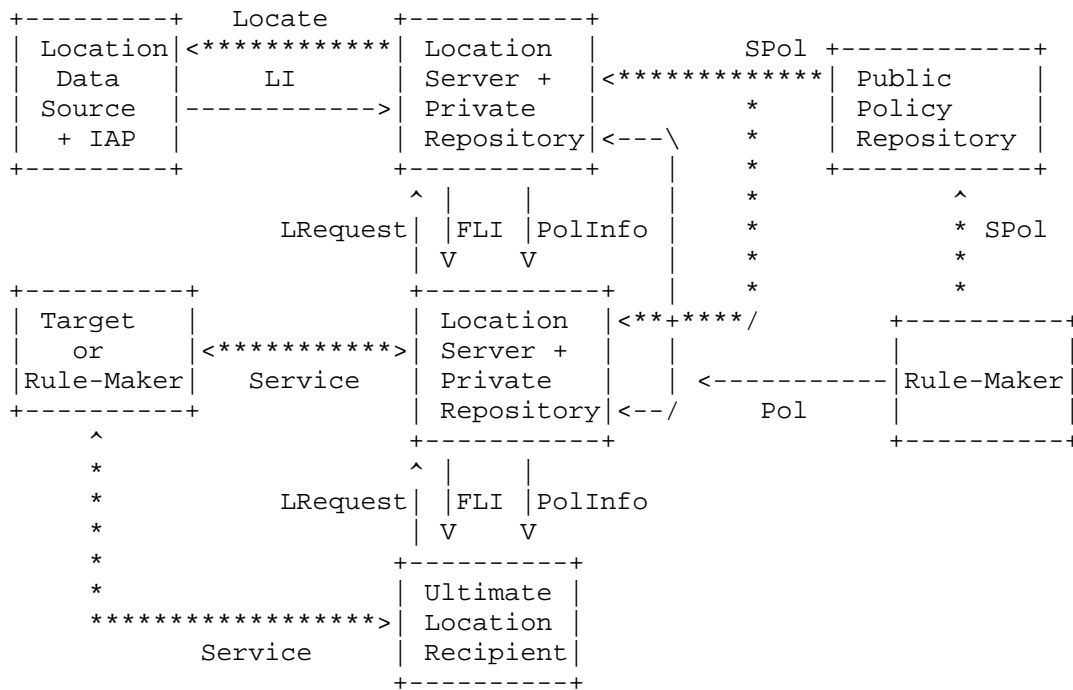 +---------+   Locate    +-----------+
| Location|<************| Location  |         SPol +------------+
|  Data   |     LI      | Server +  |<*************| Public     |
| Source  |------------>| Private   |         *    | Policy     |
|  + IAP  |             | Repository|<---\    *    | Repository |
+---------+             +-----------+    |    *    +------------+
                         ^ |    |        |    *            ^
                 LRequest| |FLI |PolInfo |    *            * SPol
                         | V    V        |    *            *
+----------+             +-----------+   |    *            *
| Target   |             | Location  |<**+****/        +----------+
|   or     |<***********>| Server +  |   |             |          |
|Rule-Maker|   Service   | Private   |   | <-----------|Rule-Maker|
+----------+             | Repository|<--/     Pol     |          |
     ^                   +-----------+                 +----------+
     *                   ^ |    |
     *           LRequest| |FLI |PolInfo
     *                   | V    V
     *                  +----------+
     *                  | Ultimate |
     ******************>| Location |
            Service     | Recipient|
                        +----------+